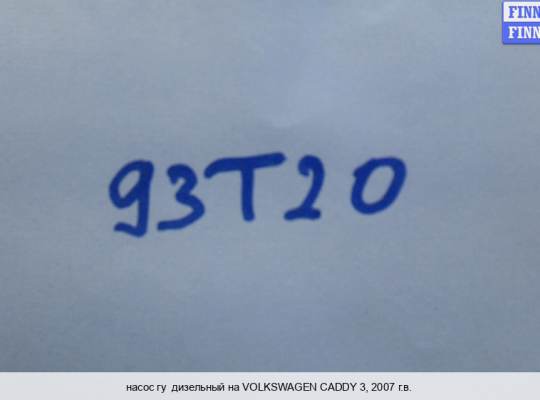 FINN
FINN
93T20
насос гу дизельный на VOLKSWAGEN CADDY 3, 2007 г.в.